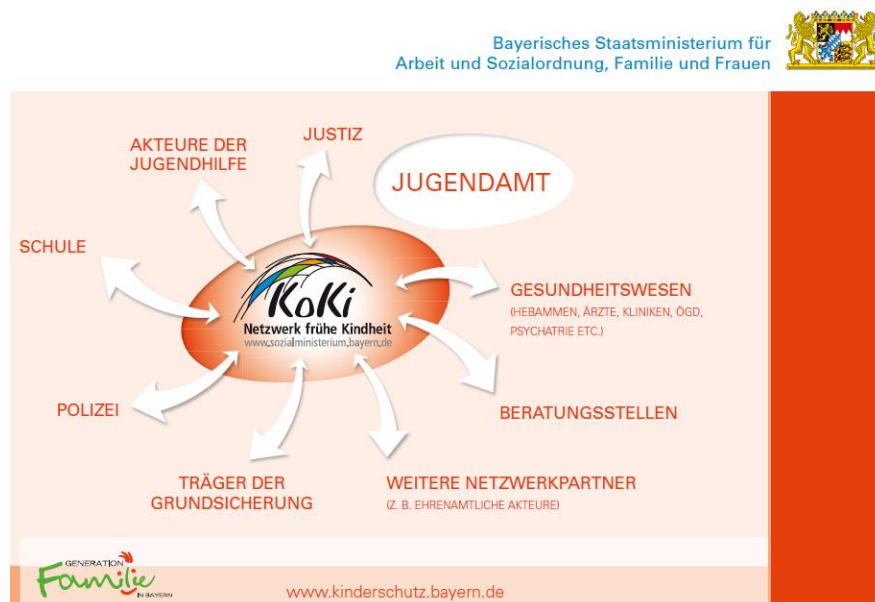 Bayerisches Staatsministerium für
Arbeit und Sozialordnung, Familie und Frauen
JUSTIZ
AKTEURE DER
JUGENDHILFE
JUGENDAMT
SCHULE
KoKi
Netzwerk frühe Kindheit
www.sozialministerium.bayern.de
GESUNDHEITSWESEN
(HEBAMMEN, ÄRZTE, KLINIKEN, ÖGD,
PSYCHATRIE ETC.)
POLIZEI
BERATUNGSSTELLEN
TRÄGER DER
GRUNDSICHERUNG
WEITERE NETZWERKPARTNER
(Z. B. EHRENAMTLICHE AKTEURE)
GENERATION
Familie
IN BAYERN
www.kinderschutz.bayern.de